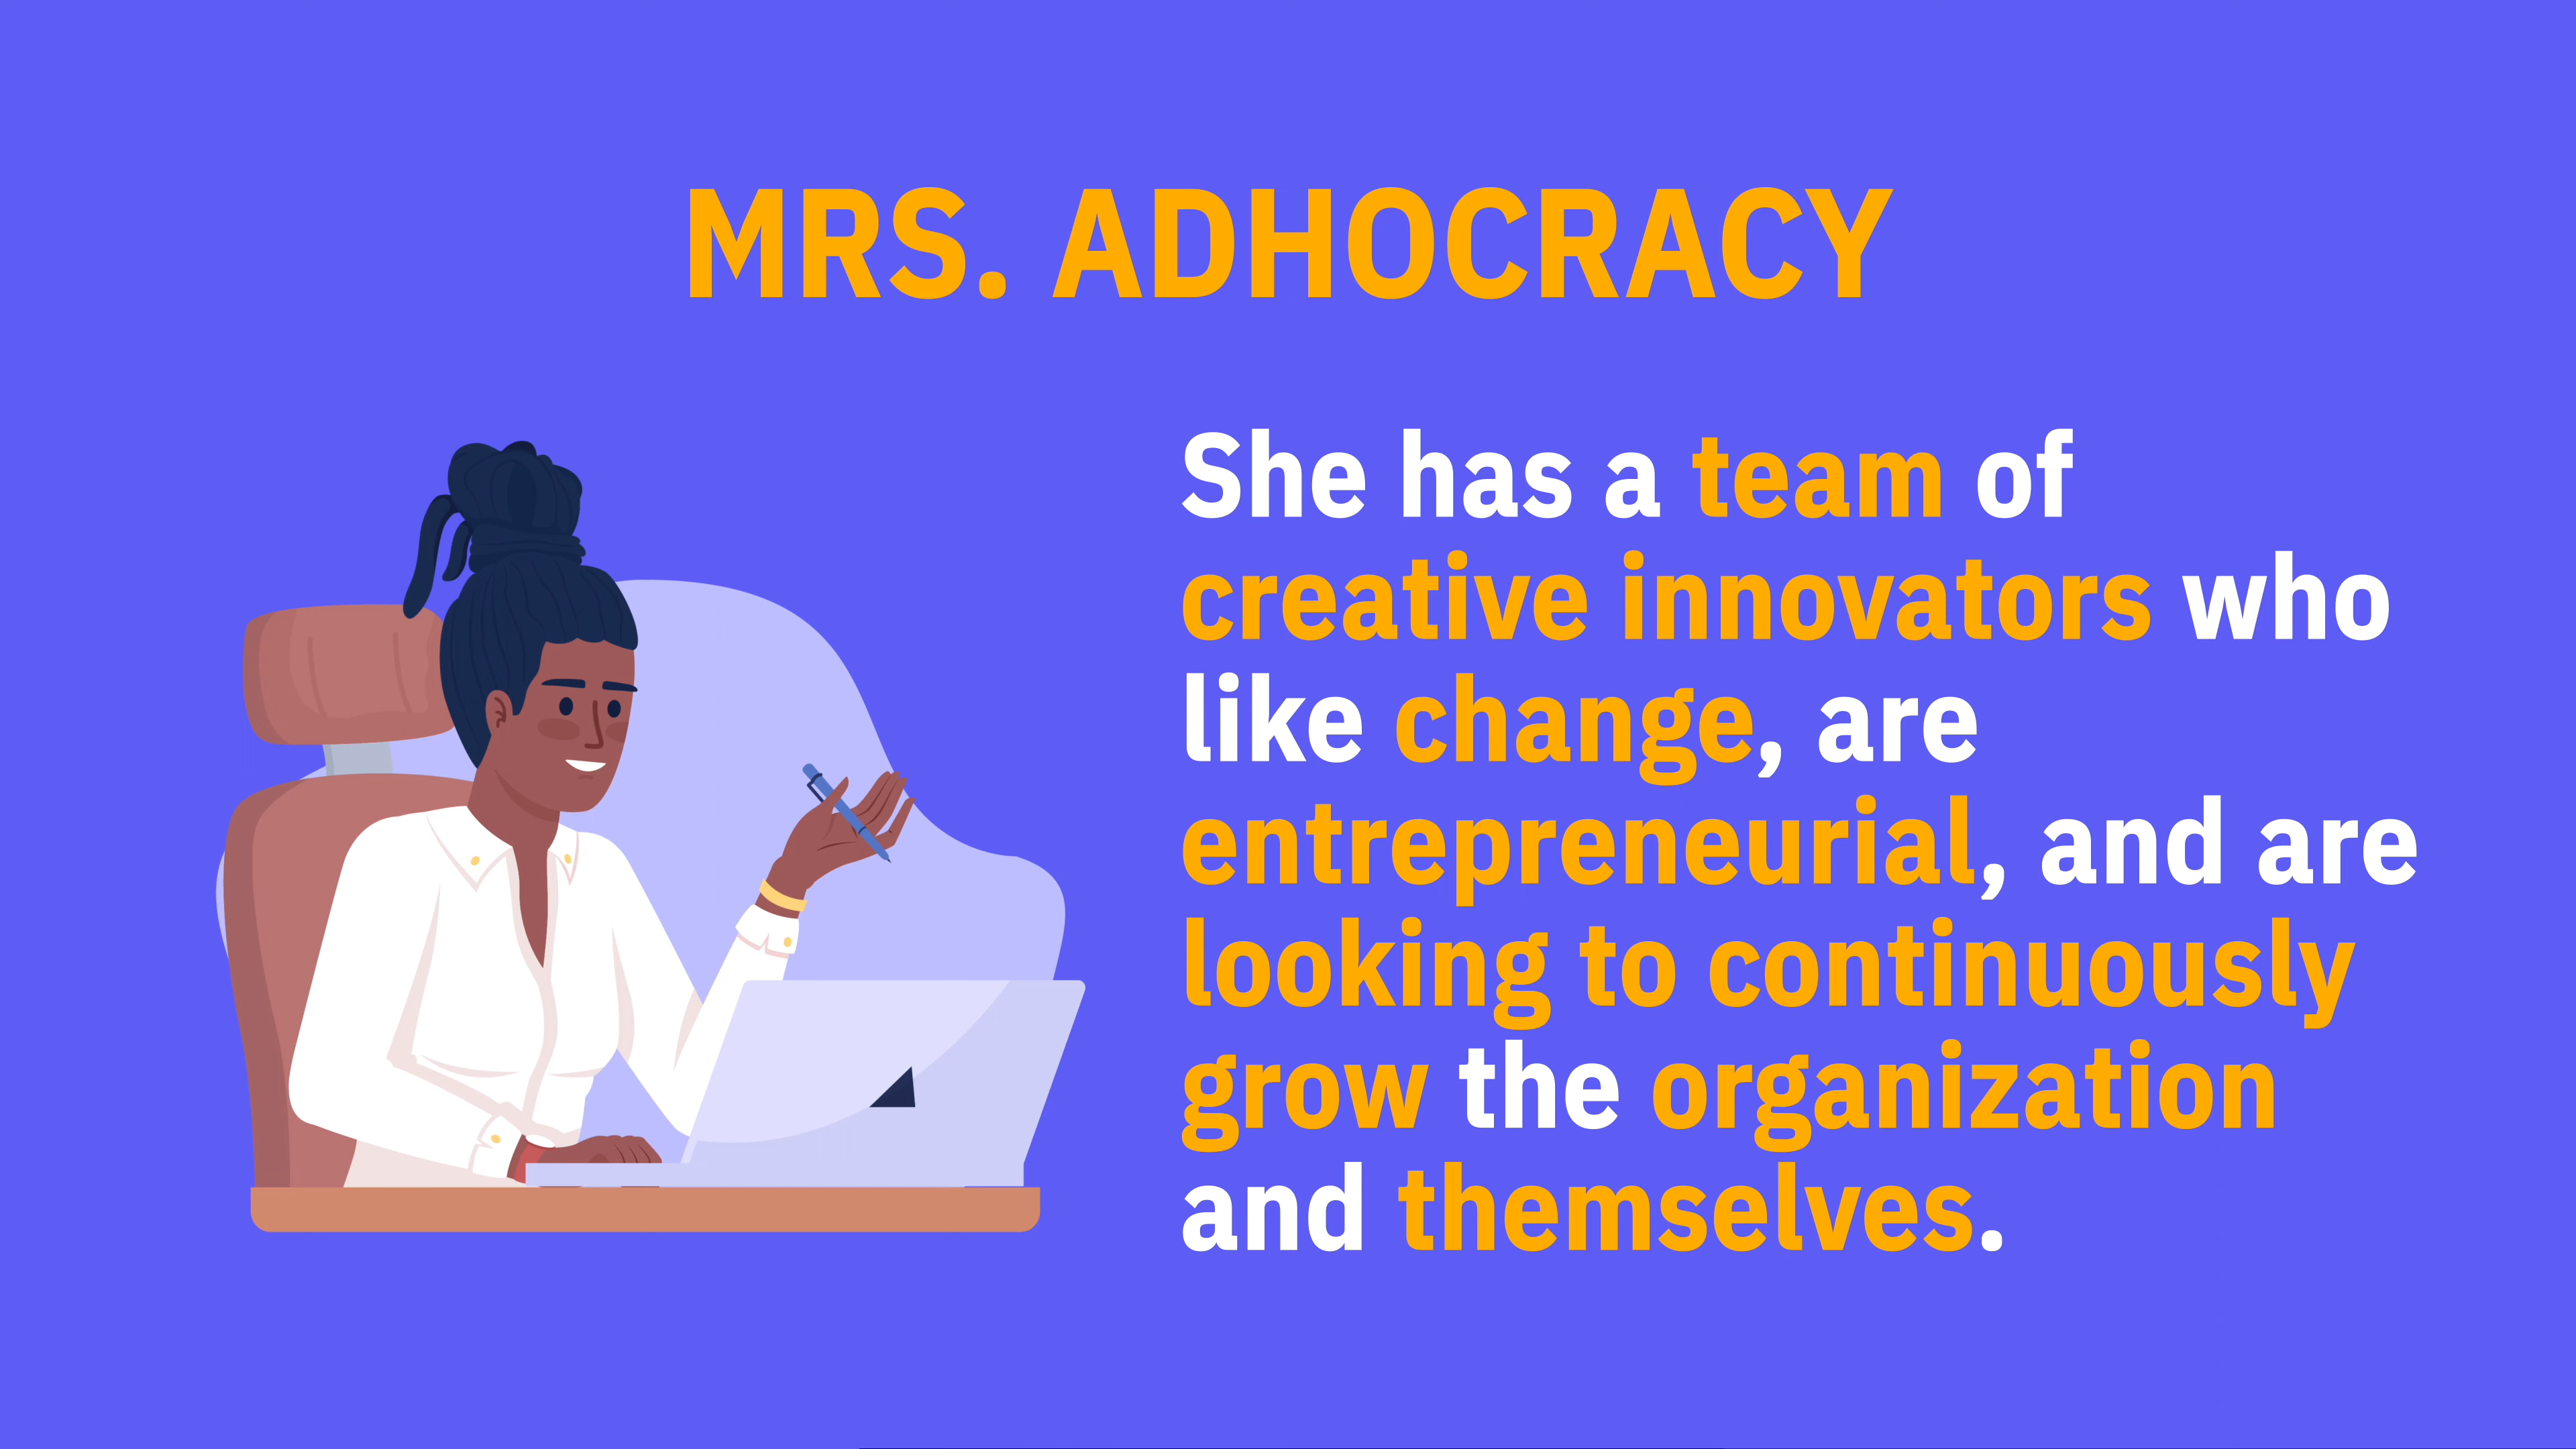 MRS. ADHOCRACY
She has a team of
creative innovators who
like change, are
entrepreneurial, and are
looking to continuously
grow the organization
and themselves.